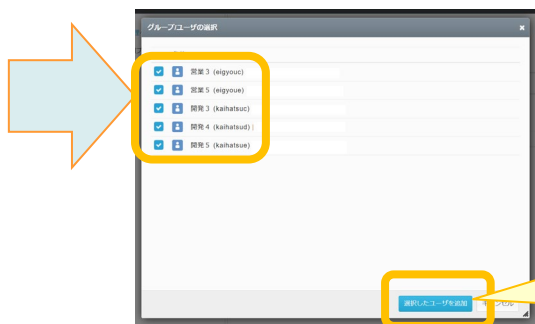 グループ/ユーザの選択
営業3 (eigyouc)
営業5 (eigyoue)
開発3 (kaihatsuc)
開発4 (kaihatsud)
開発5 (kaihatsue)
選択したユーザを追加